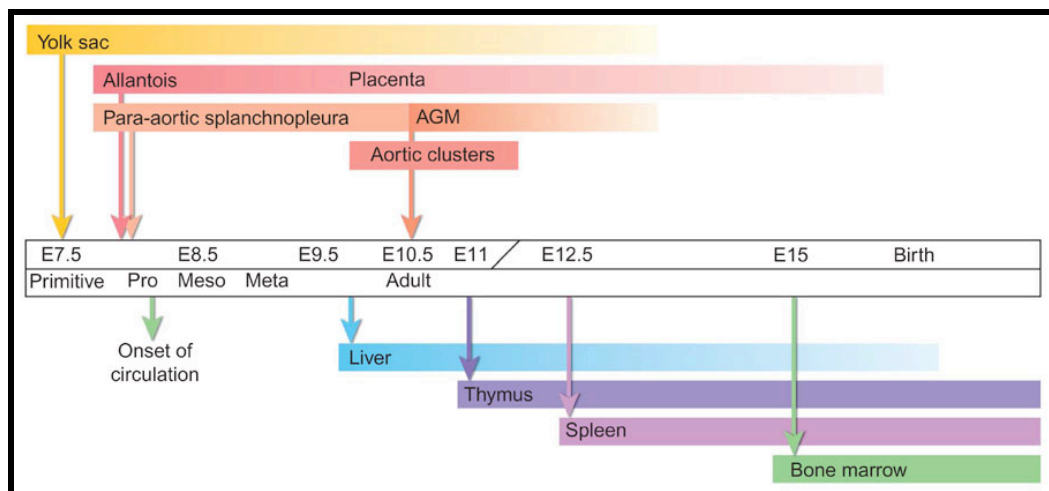 Yolk sac
Allantois Placenta
Para-aortic splanchnopleura AGM
Aortic clusters
E7.5 E8.5 E9.5 E10.5 E11 E12.5 E15 Birth
Primitive Pro Meso Meta Adult
Onset of
circulation
Liver
Thymus
Spleen
Bone marrow